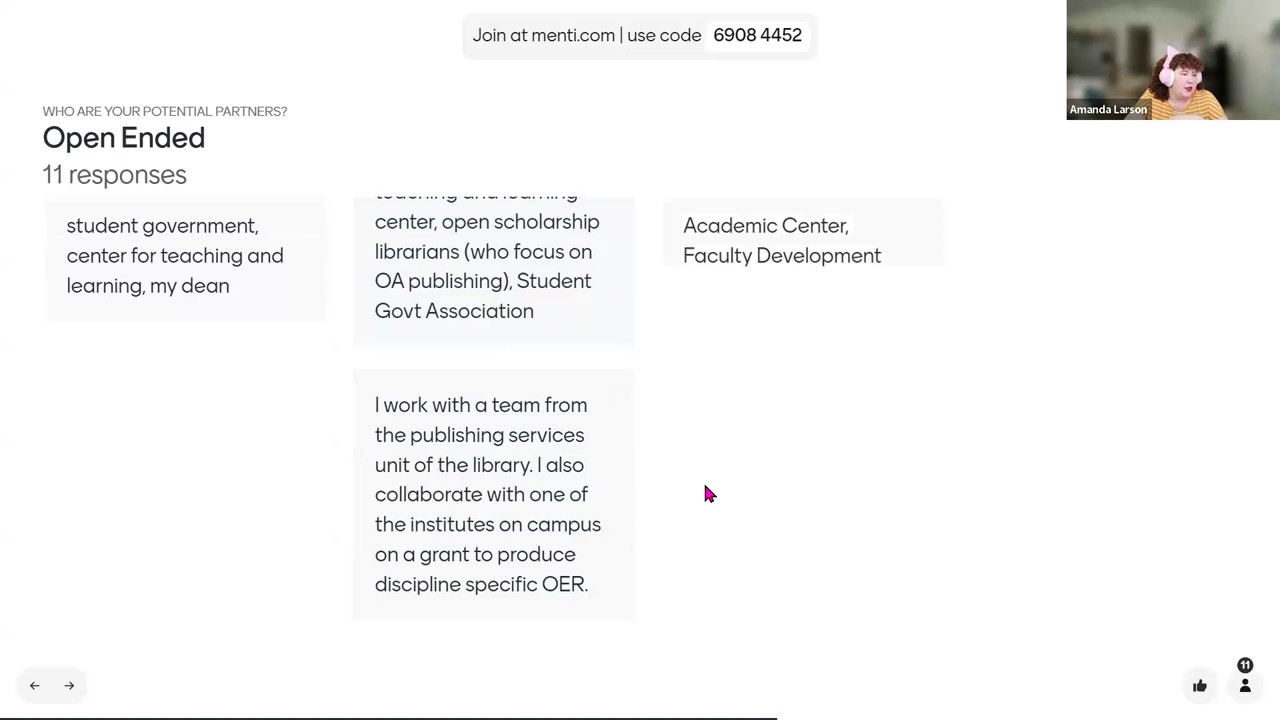 Join at menti.com | use code 6908 4452
Amanda Larson
WHO ARE YOUR POTENTIAL PARTNERS?
Open Ended
11 responses
student government,
center for teaching and
learning, my dean
teaching and learning
center, open scholarship
librarians (who focus on
OA publishing), Student
Govt Association
I work with a team from
the publishing services
unit of the library. I also
collaborate with one of
the institutes on campus
on a grant to produce
discipline specific OER.
Academic Center,
Faculty Development
11